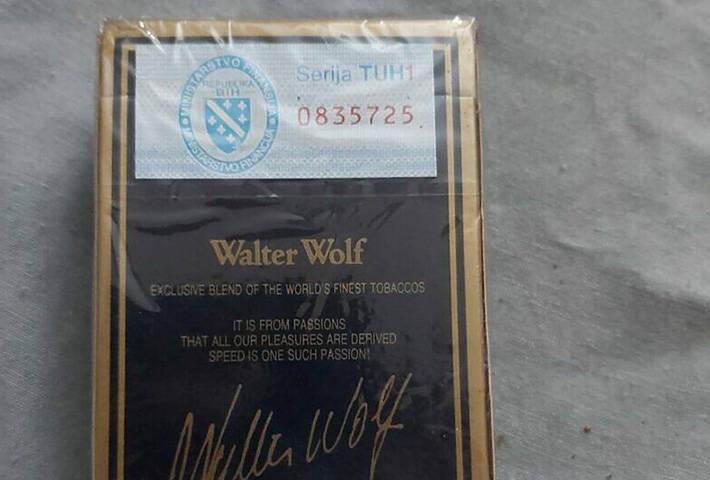 MINISTARSTVO FINANSIJA
REPUBLIKA
BIH
MINISTARSTVO FINANCIJA
Serija TUH1
0835725
Walter Wolf
EXCLUSIVE BLEND OF THE WORLD'S FINEST TOBACCOS
IT IS FROM PASSIONS
THAT ALL OUR PLEASURES ARE DERIVED
SPEED IS ONE SUCH PASSION!
Walter Wolf